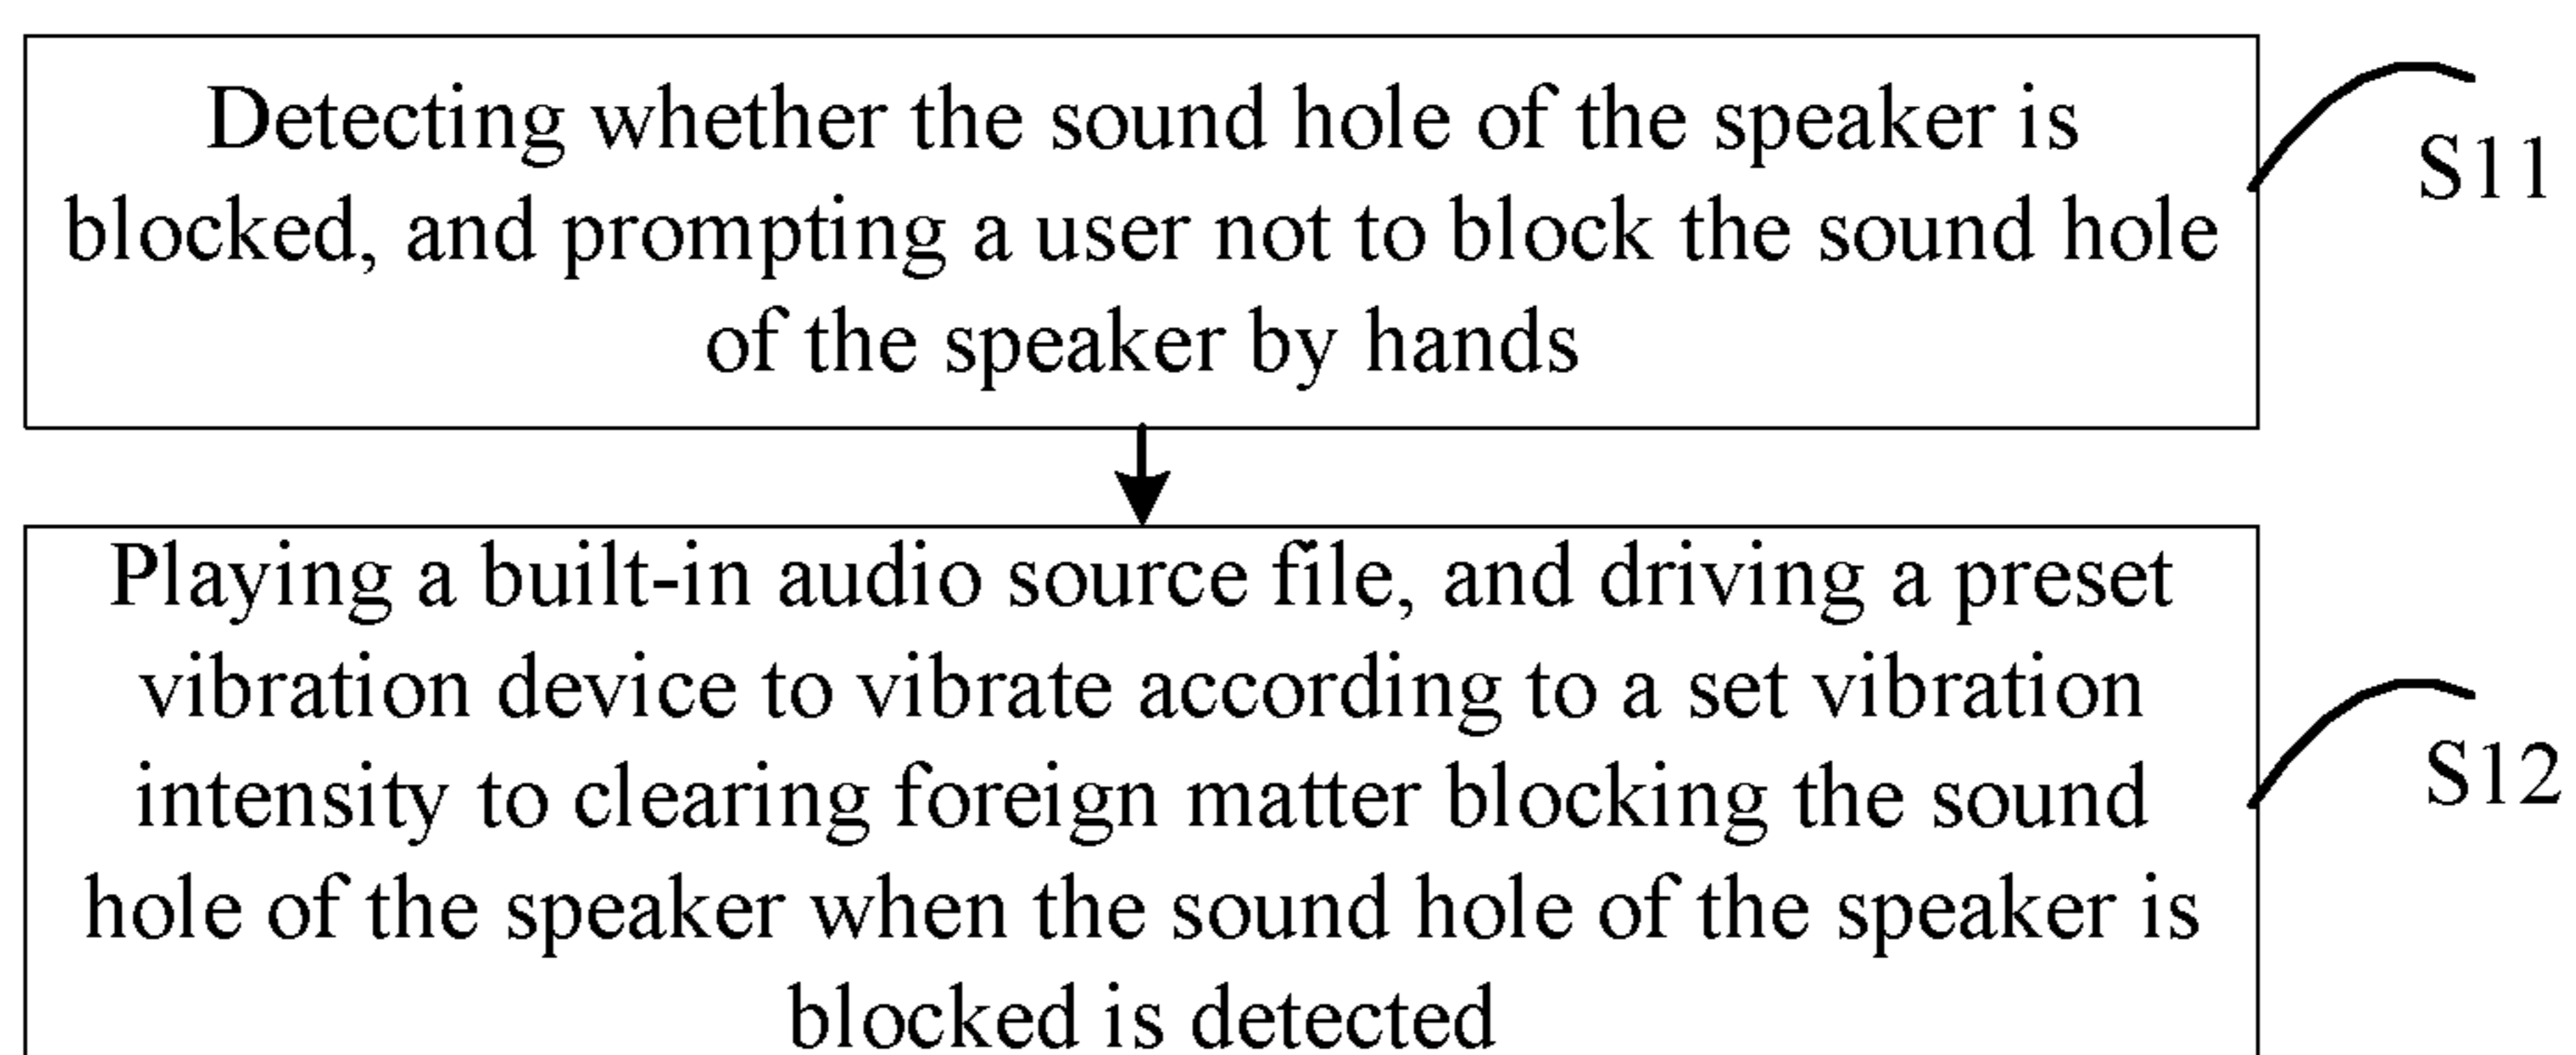 Detecting whether the sound hole of the speaker is
blocked, and prompting a user not to block the sound hole
of the speaker by hands
S11
Playing a built-in audio source file, and driving a preset
vibration device to vibrate according to a set vibration
intensity to clearing foreign matter blocking the sound
hole of the speaker when the sound hole of the speaker is
blocked is detected
S12